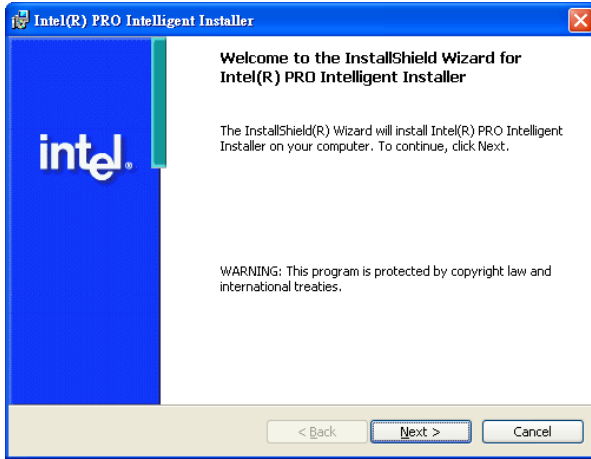 Intel(R) PRO Intelligent Installer
Welcome to the InstallShield Wizard for
Intel(R) PRO Intelligent Installer
The InstallShield(R) Wizard will install Intel(R) PRO Intelligent
Installer on your computer. To continue, click Next.
intel®
WARNING: This program is protected by copyright law and
international treaties.
< Back
Next >
Cancel